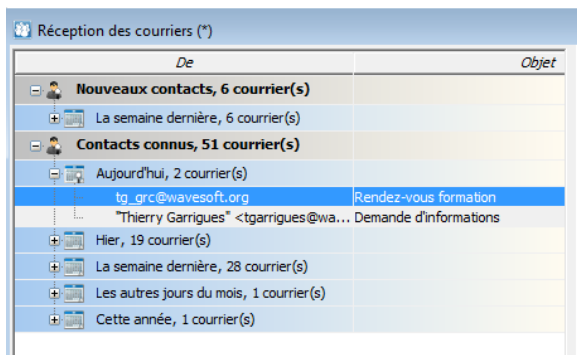 Réception des courriers (*)
De Objet
Nouveaux contacts, 6 courrier(s)
La semaine dernière, 6 courrier(s)
Contacts connus, 51 courrier(s)
Aujourd'hui, 2 courrier(s)
tg_grc@wavesoft.org Rendez-vous formation
"Thierry Garrigues" <tgarrigues@wa... Demande d'informations
Hier, 19 courrier(s)
La semaine dernière, 28 courrier(s)
Les autres jours du mois, 1 courrier(s)
Cette année, 1 courrier(s)